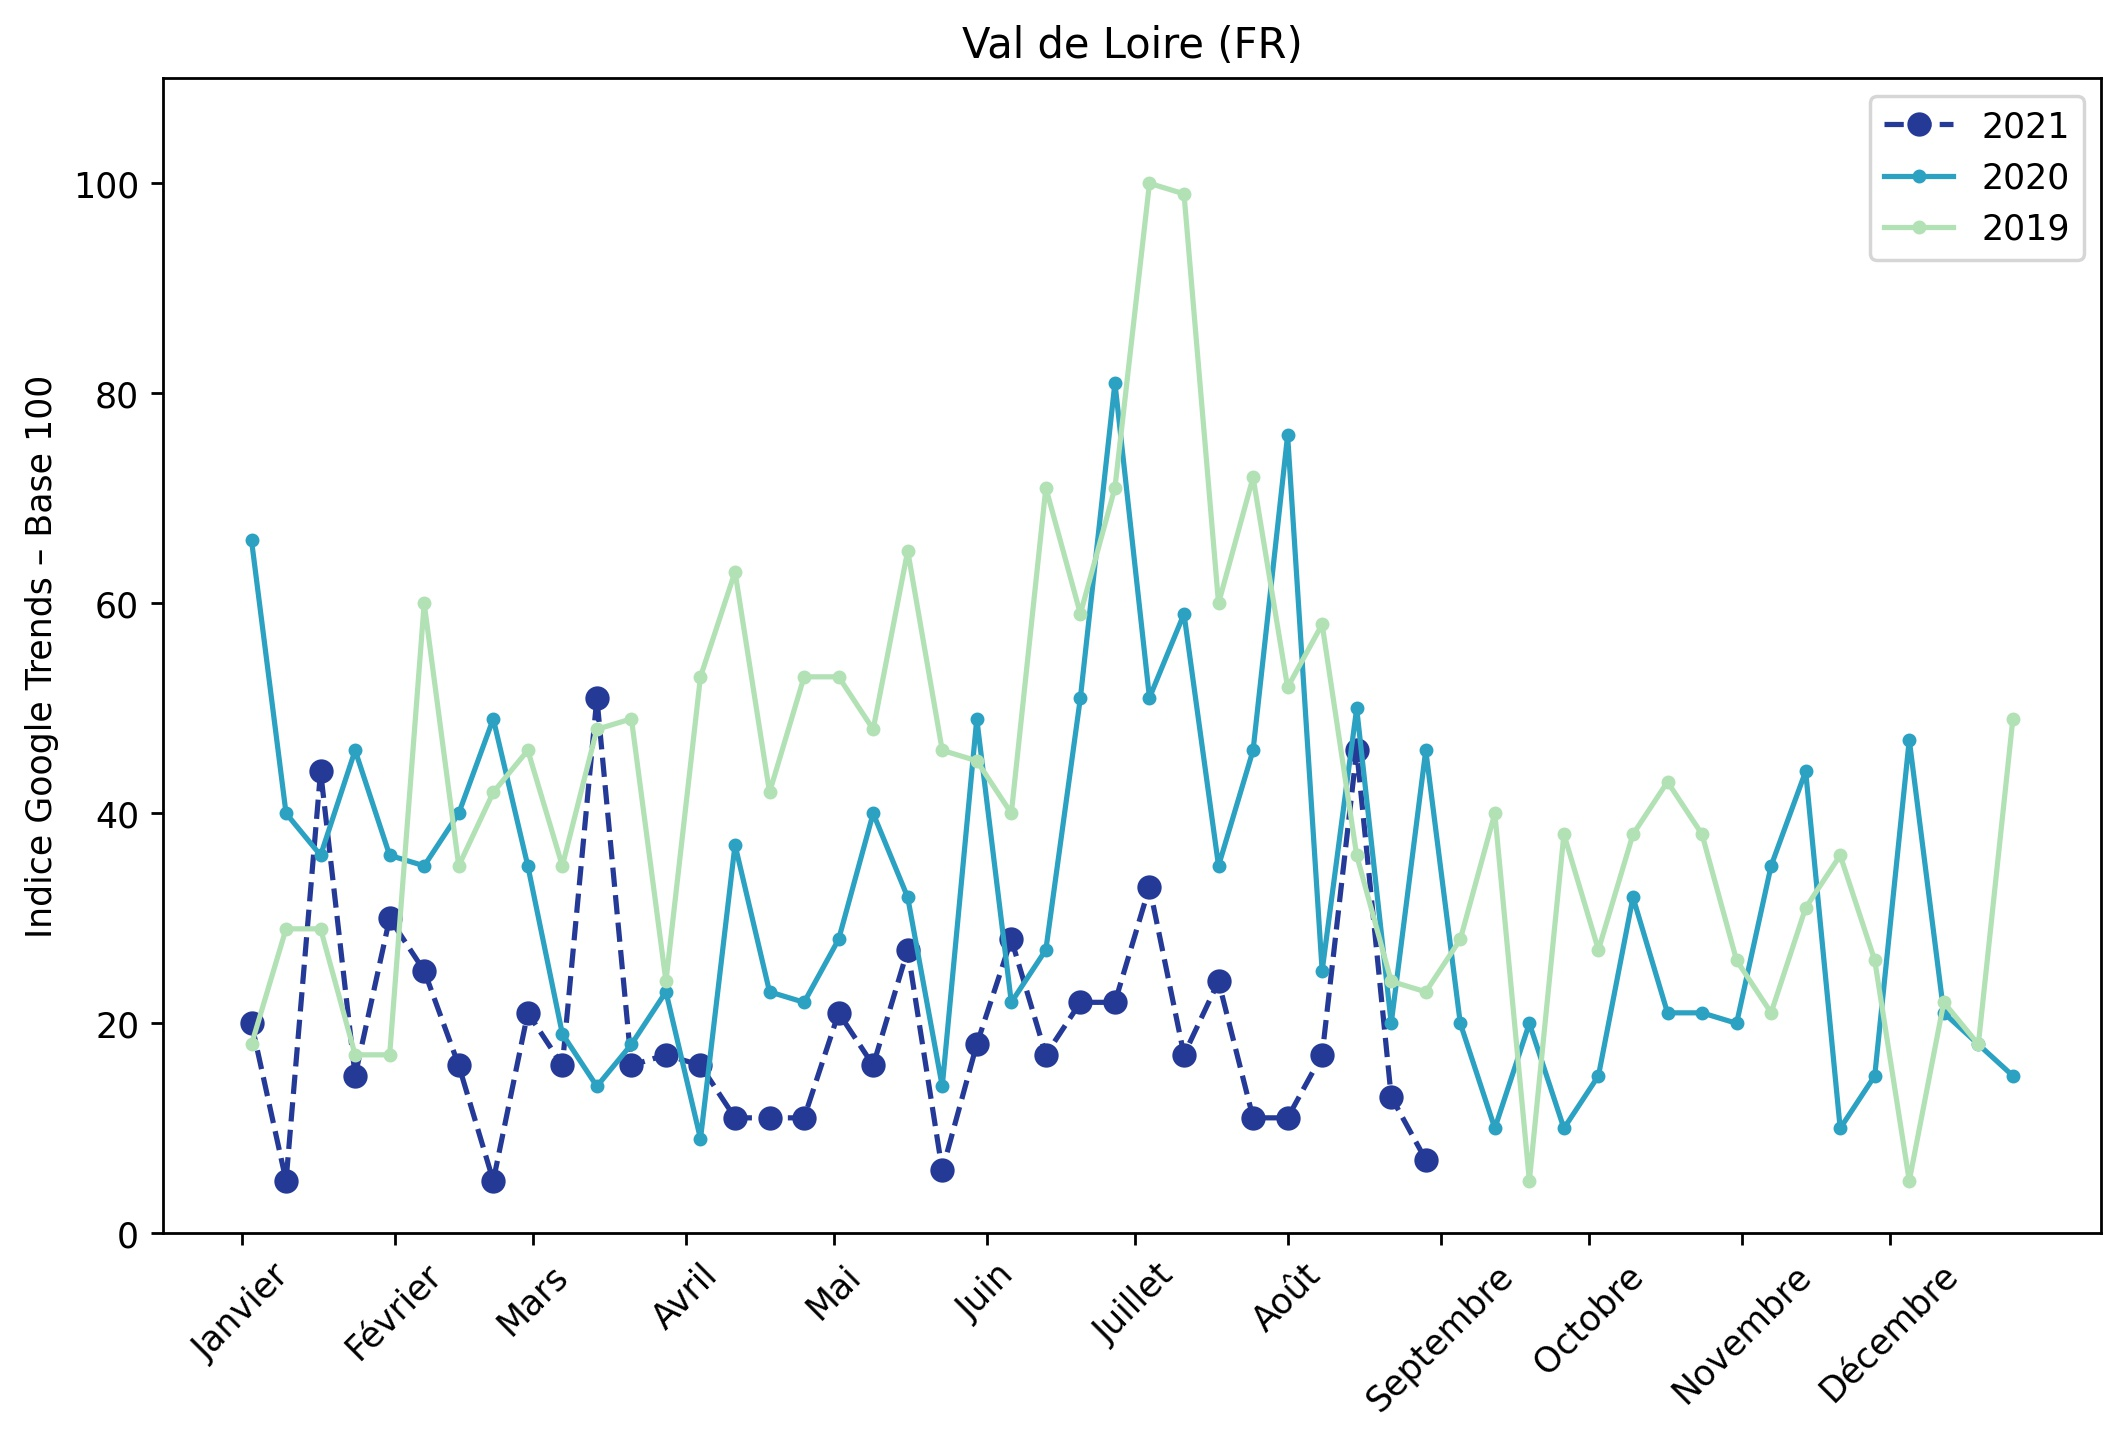 Val de Loire (FR)
Indice Google Trends – Base 100
100
80
60
40
20
0
2021
2020
2019
Janvier
Février
Mars
Avril
Mai
Juin
Juillet
Août
Septembre
Octobre
Novembre
Décembre